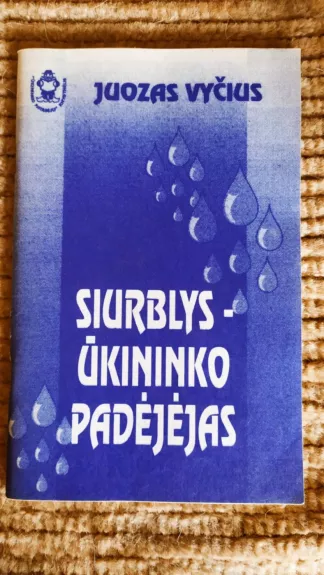 JUOZAS VYČIUS
SIURBLYS -
ŪKININKO
PADĖJĖJAS